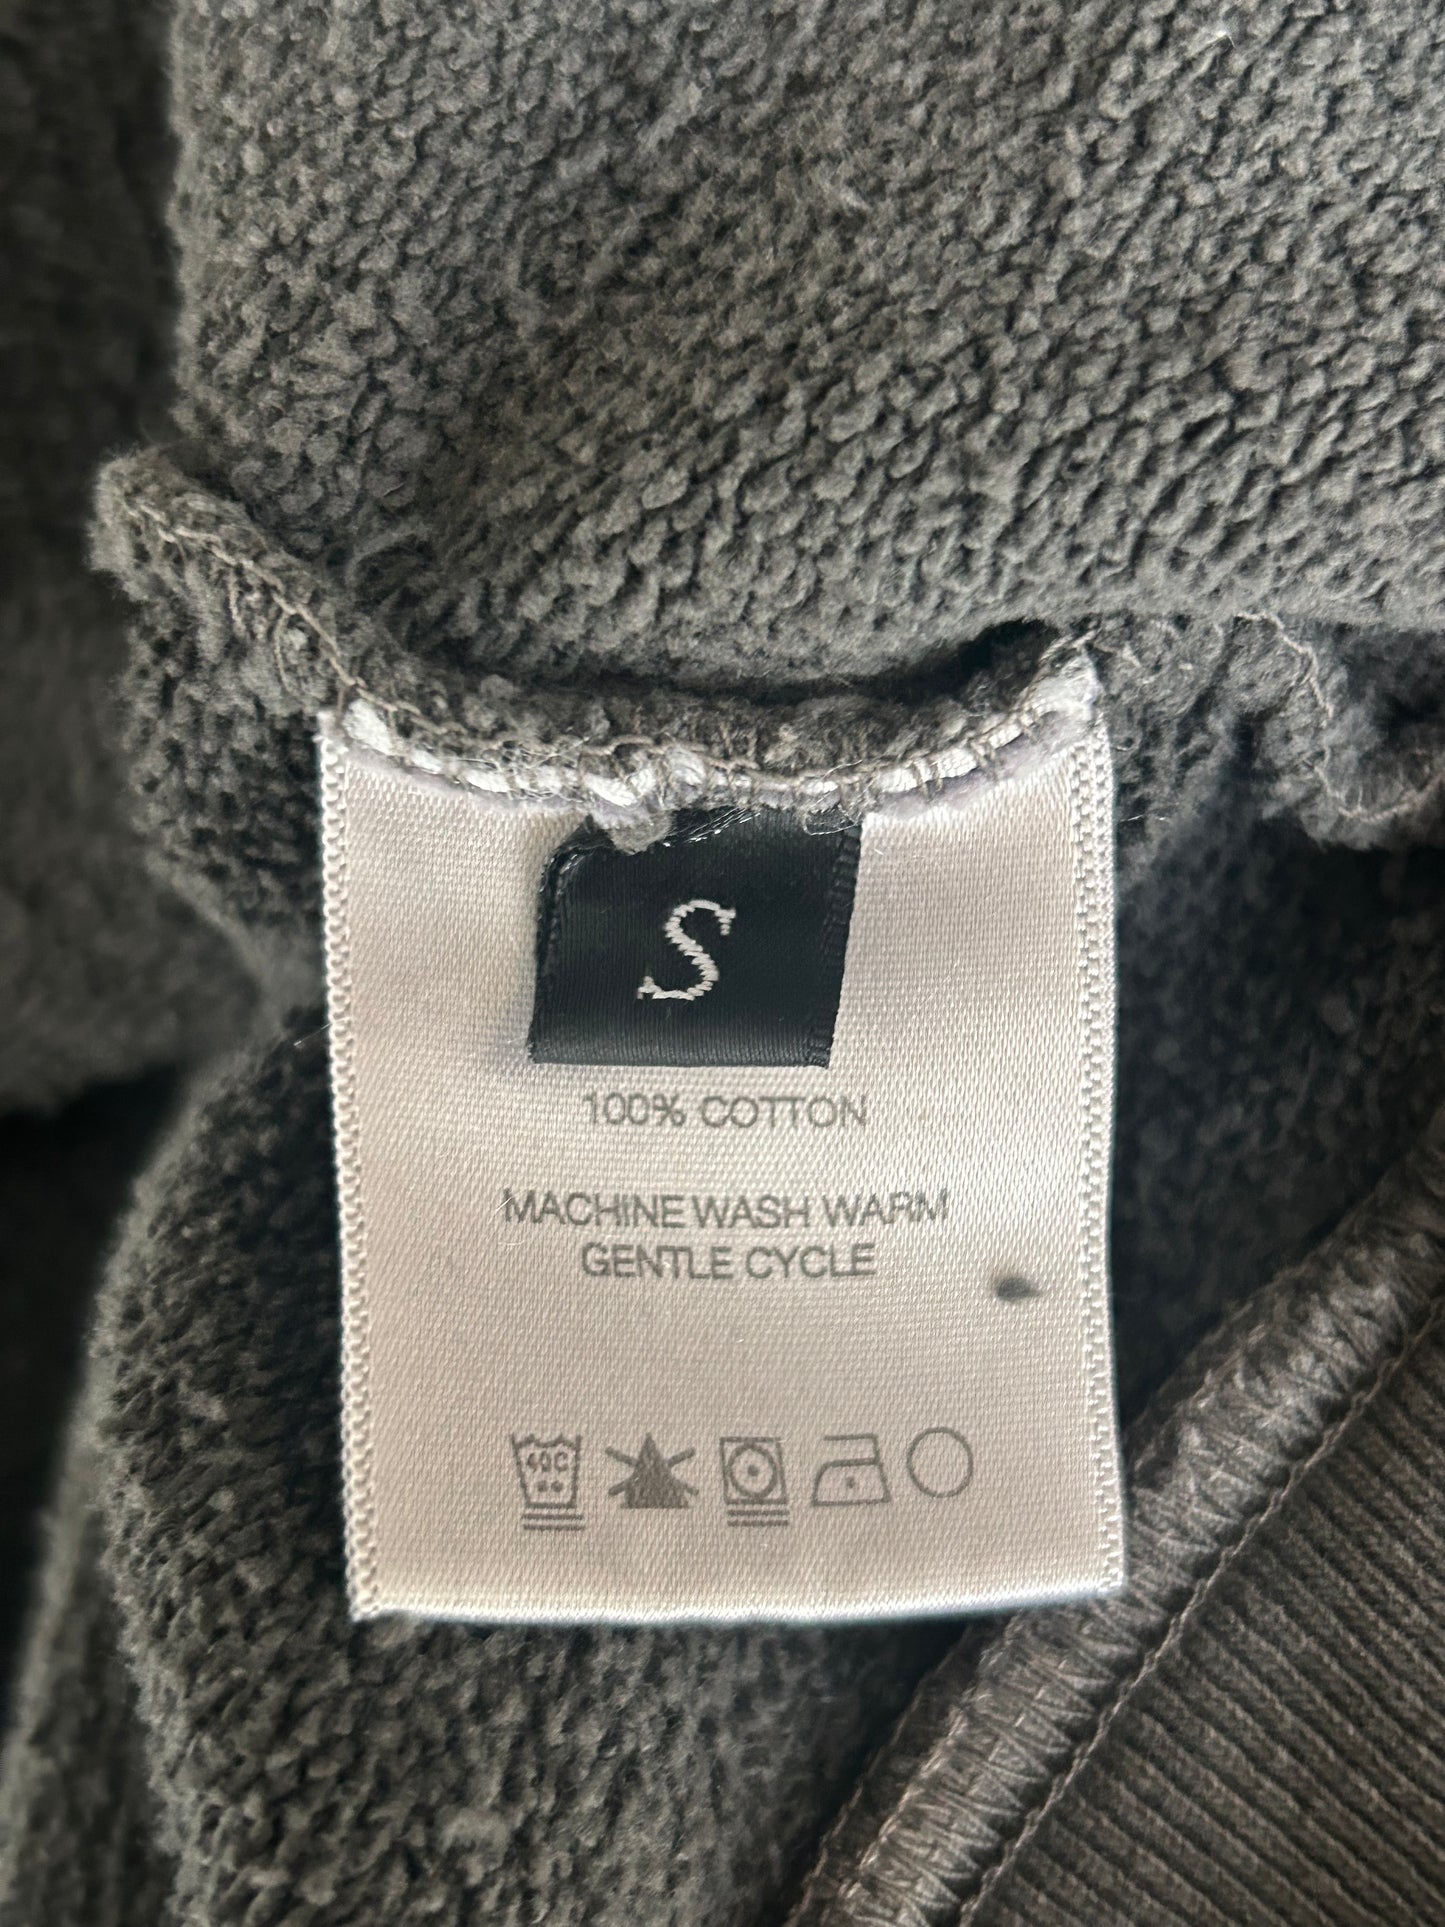 S
100% COTTON
MACHINE WASH WARM
GENTLE CYCLE
40C